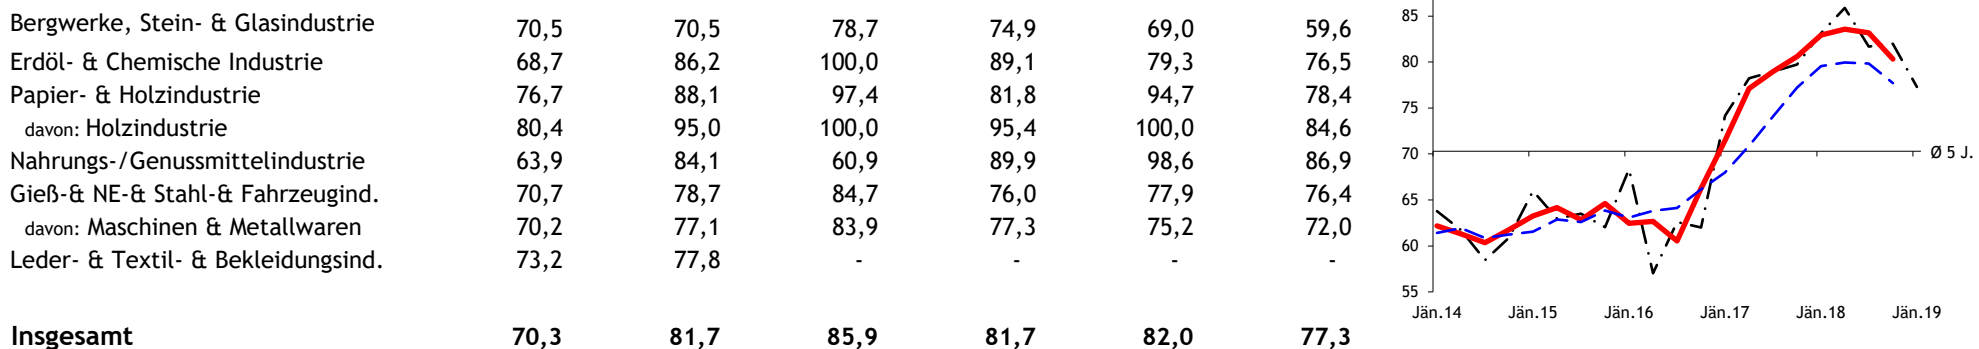 Bergwerke, Stein- & Glasindustrie 70,5 70,5 78,7 74,9 69,0 59,6
Erdöl- & Chemische Industrie 68,7 86,2 100,0 89,1 79,3 76,5
Papier- & Holzindustrie 76,7 88,1 97,4 81,8 94,7 78,4
davon: Holzindustrie 80,4 95,0 100,0 95,4 100,0 84,6
Nahrungs-/Genussmittelindustrie 63,9 84,1 60,9 89,9 98,6 86,9
Gieß-& NE-& Stahl-& Fahrzeugind. 70,7 78,7 84,7 76,0 77,9 76,4
davon: Maschinen & Metallwaren 70,2 77,1 83,9 77,3 75,2 72,0
Leder- & Textil- & Bekleidungsind. 73,2 77,8 - - - -
Insgesamt 70,3 81,7 85,9 81,7 82,0 77,3
85
80
75
70
Ø 5 J.
65
60
55
Jän.14 Jän.15 Jän.16 Jän.17 Jän.18 Jän.19